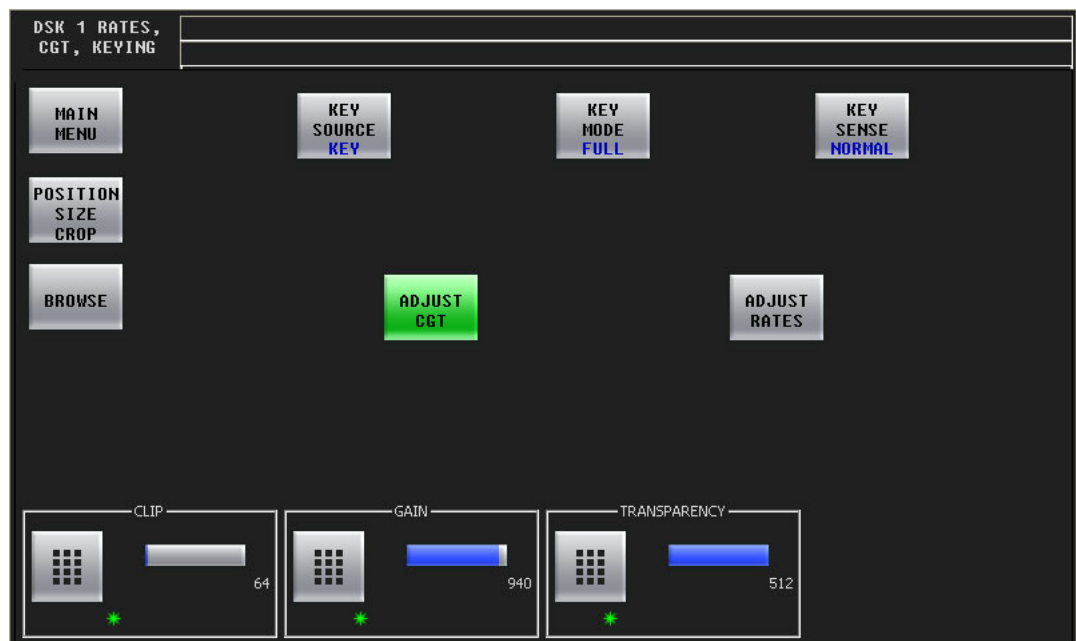 DSK 1 RATES,
CGT, KEYING
MAIN
MENU
KEY
SOURCE
KEY
KEY
MODE
FULL
KEY
SENSE
NORMAL
POSITION
SIZE
CROP
BROWSE
ADJUST
CGT
ADJUST
RATES
CLIP
64
GAIN
940
TRANSPARENCY
512